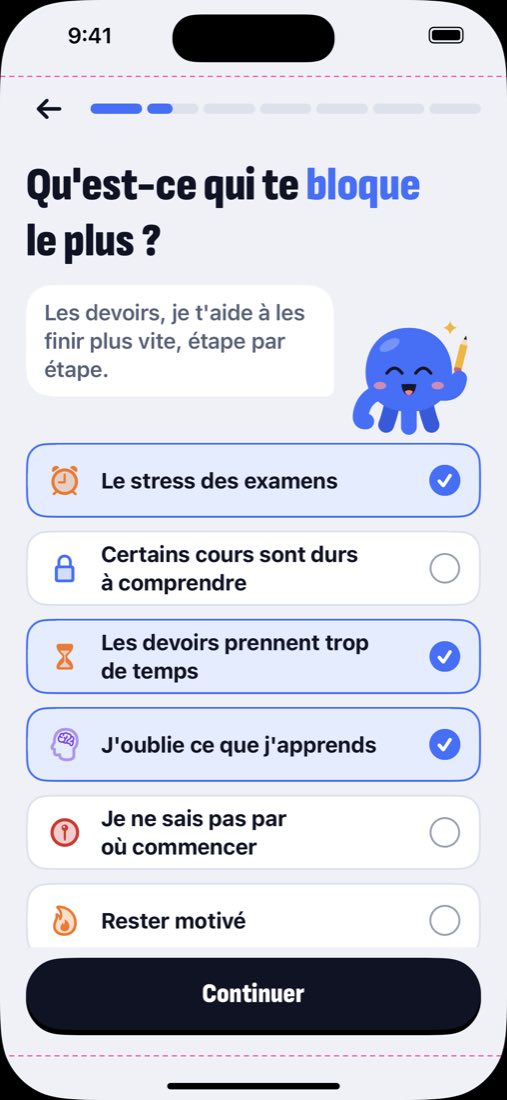 9:41
Qu'est-ce qui te bloque
le plus ?
Les devoirs, je t'aide à les
finir plus vite, étape par
étape.
Le stress des examens
Certains cours sont durs
à comprendre
Les devoirs prennent trop
de temps
J'oublie ce que j'apprends
Je ne sais pas par
où commencer
Rester motivé
Continuer